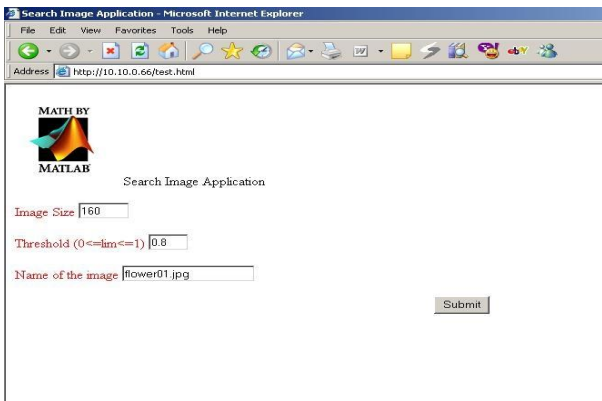 Search Image Application - Microsoft Internet Explorer
File Edit View Favorites Tools Help
Address http://10.10.0.66/test.html
MATH BY
MATLAB
Search Image Application
Image Size 160
Threshold (0<=lim<=1) 0.8
Name of the image flower01.jpg
Submit